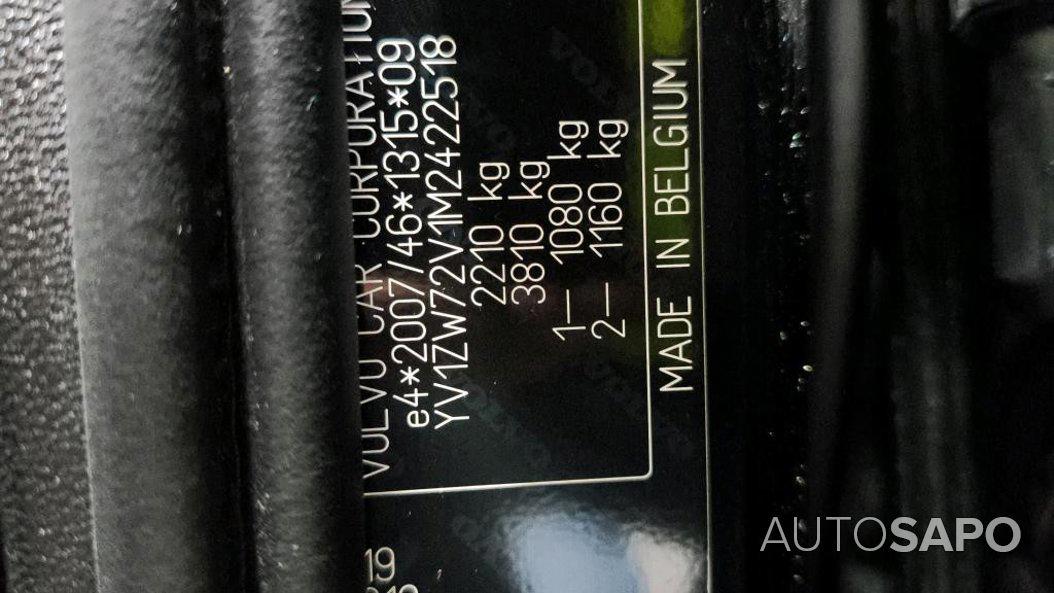 VOLVO CAR CORPORATION
e4*2007/46*1315*09
YV1ZW72V1M2422518
2210 kg
3810 kg
1— 1080 kg
2— 1160 kg
MADE IN BELGIUM
19
AUTOSAPO